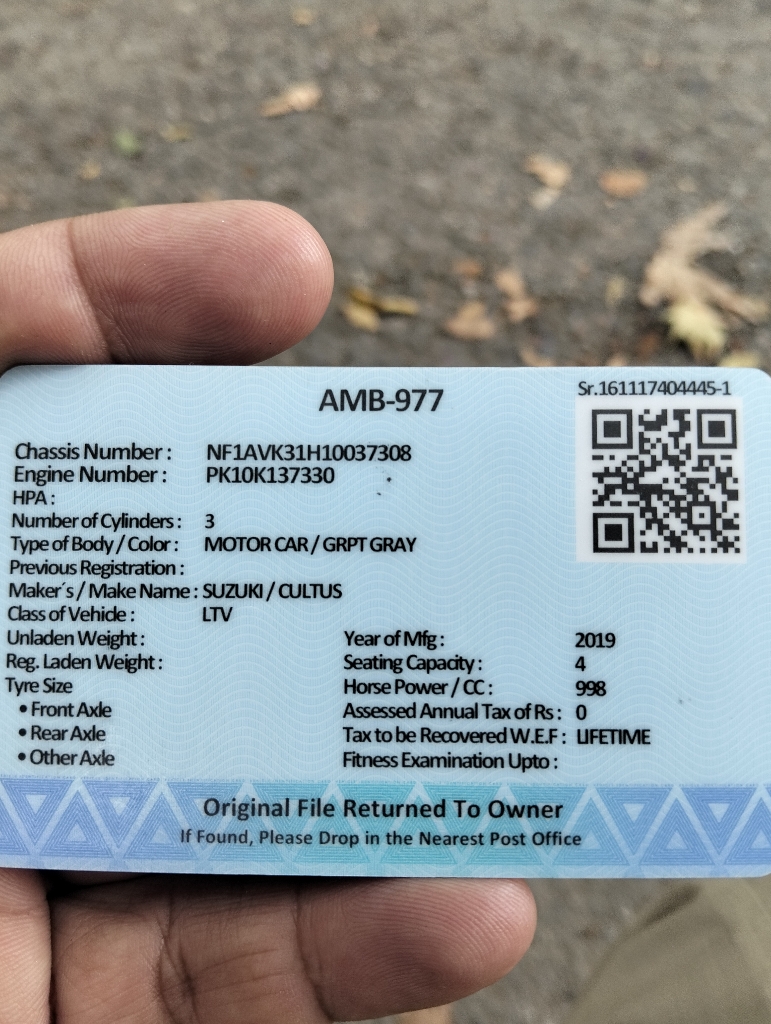 AMB-977
Sr.161117404445-1
Chassis Number : NF1AVK31H10037308
Engine Number : PK10K137330
HPA :
Number of Cylinders : 3
Type of Body / Color : MOTOR CAR / GRPT GRAY
Previous Registration :
Maker´s / Make Name : SUZUKI / CULTUS
Class of Vehicle : LTV
Unladen Weight : Year of Mfg : 2019
Reg. Laden Weight : Seating Capacity : 4
Tyre Size Horse Power / CC : 998
• Front Axle Assessed Annual Tax of Rs : 0
• Rear Axle Tax to be Recovered W.E.F : LIFETIME
• Other Axle Fitness Examination Upto :
Original File Returned To Owner
If Found, Please Drop in the Nearest Post Office